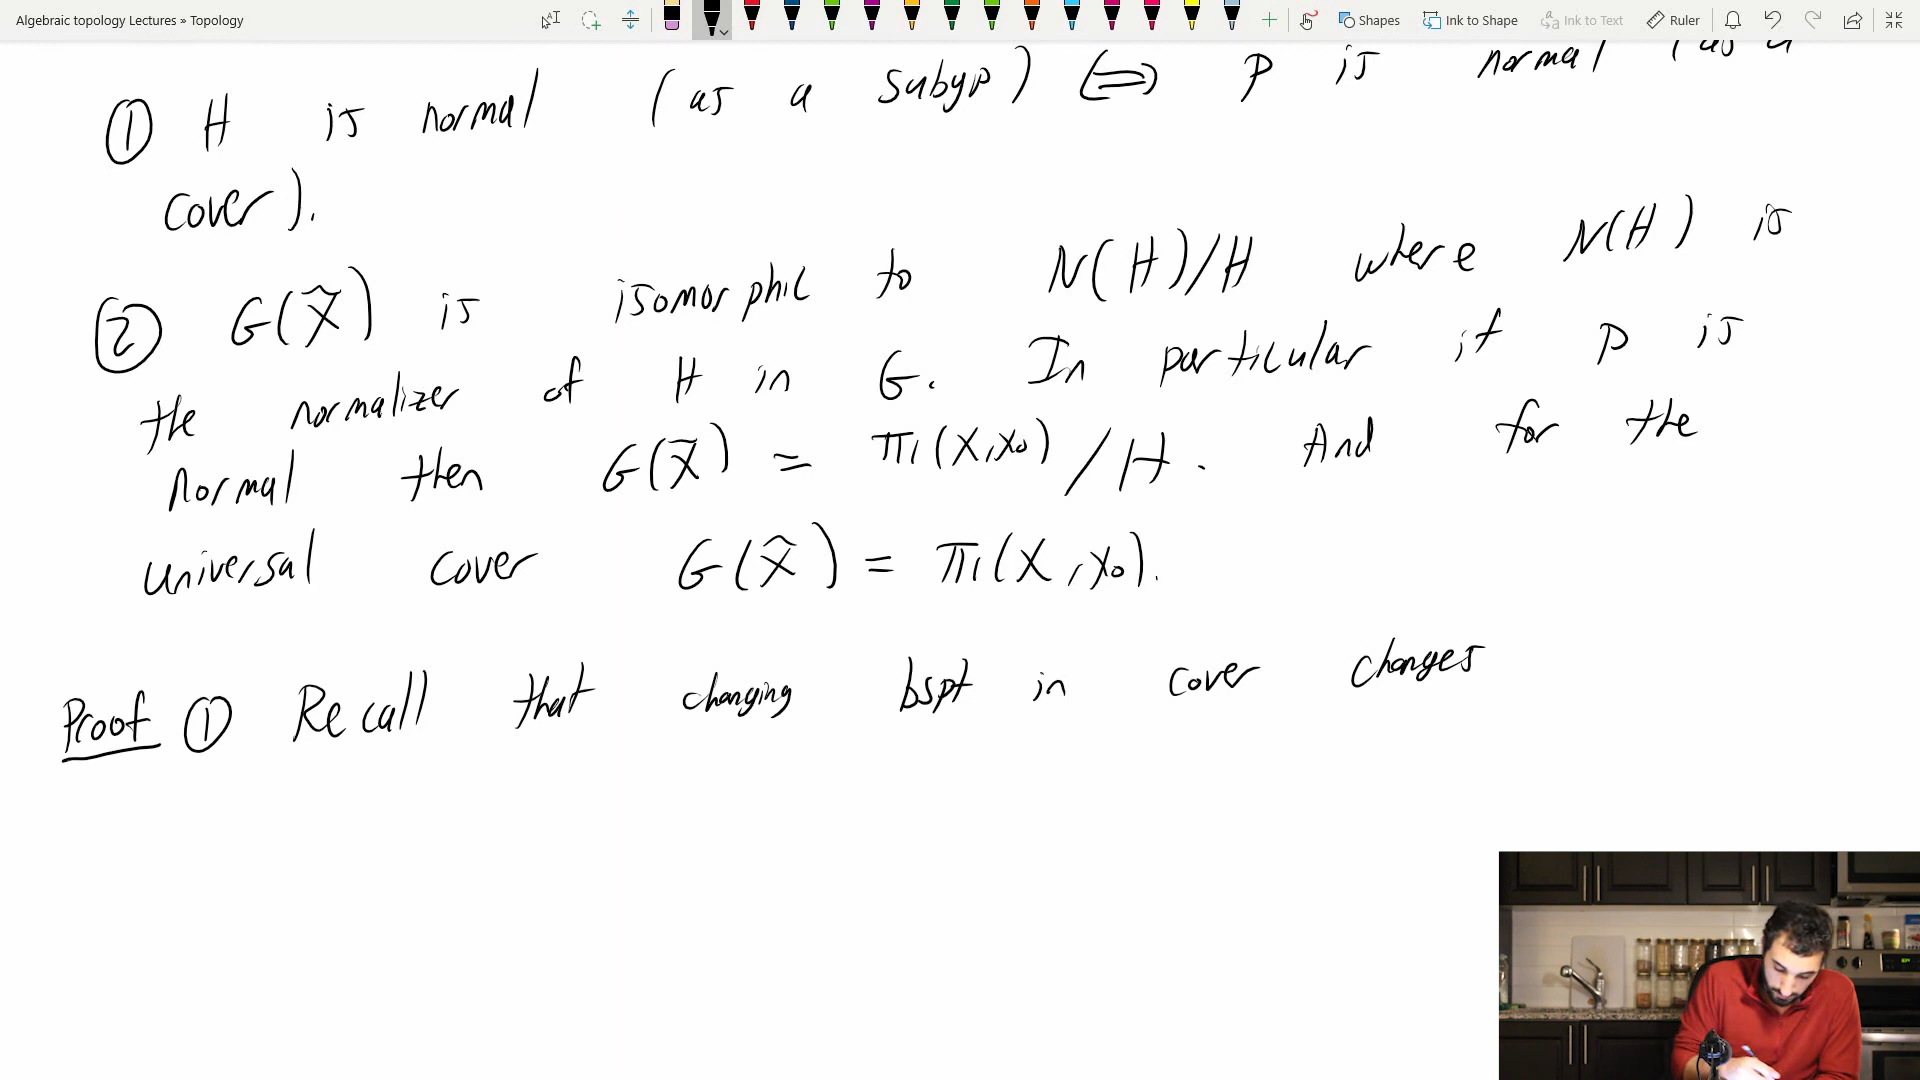 Algebraic topology Lectures » Topology
Shapes
Ink to Shape
Ink to Text
Ruler
① H is normal (as a subgp) ⟺ p is normal (as a
cover).
② G(X̃) is isomorphic to N(H)/H where N(H) is
the normalizer of H in G. In particular if p is
normal then G(X̃) = π₁(X,x₀)/H. And for the
universal cover G(X̃) = π₁(X,x₀).
Proof ① Recall that changing bspt in cover changes